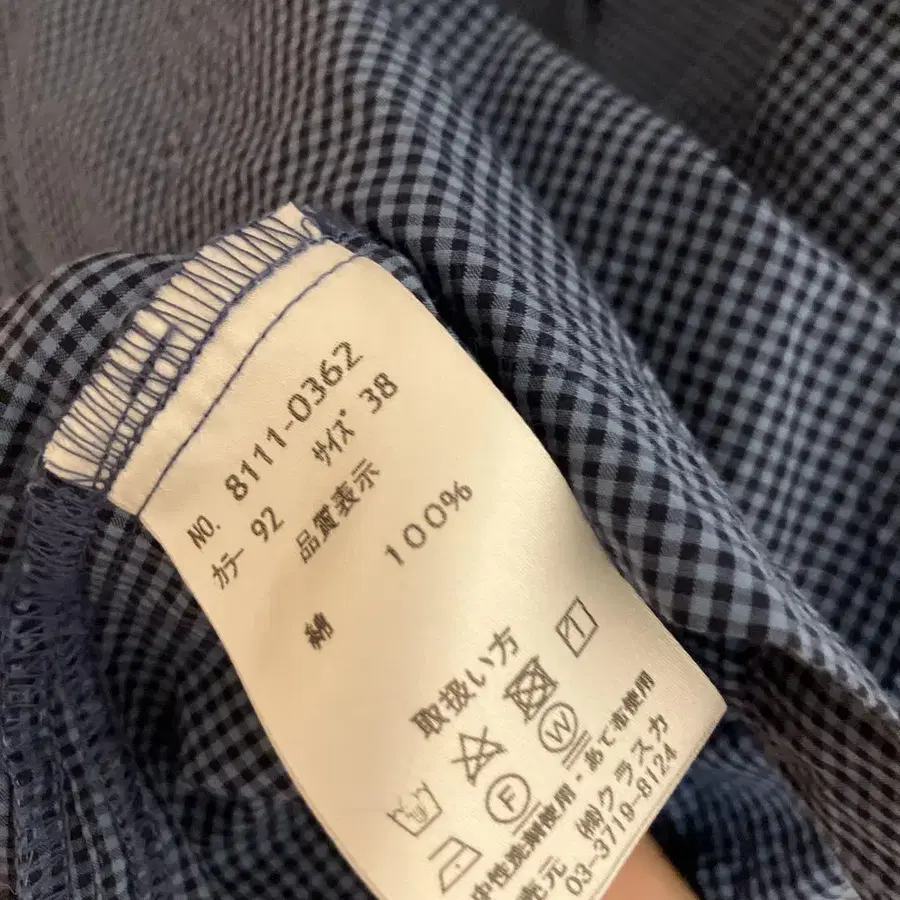 NO. 8111-0362
カラー 92 サイズ 38
品質表示
綿 100%
取扱い方
F W
中性洗剤使用・あて布使用
(株)クラスカ
03-3719-8124